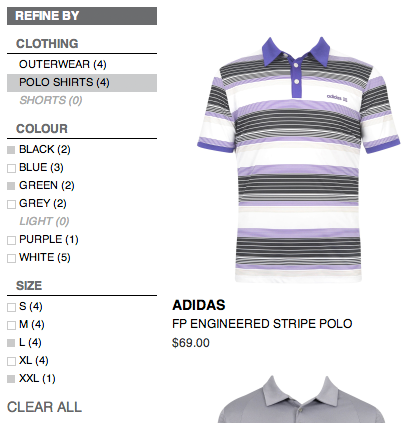 REFINE BY
CLOTHING
OUTERWEAR (4)
POLO SHIRTS (4)
SHORTS (0)
COLOUR
BLACK (2)
BLUE (3)
GREEN (2)
GREY (2)
LIGHT (0)
PURPLE (1)
WHITE (5)
SIZE
S (4)
M (4)
L (4)
XL (4)
XXL (1)
CLEAR ALL
adidas
ADIDAS
FP ENGINEERED STRIPE POLO
$69.00